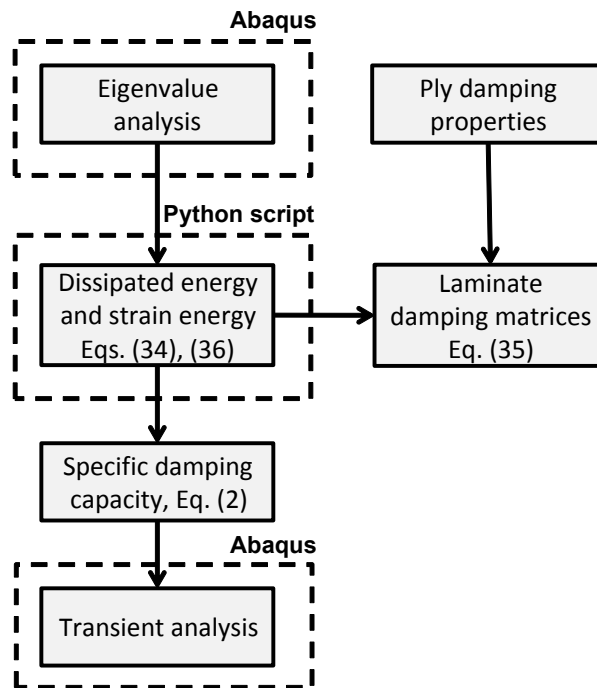 Abaqus
Eigenvalue
analysis
Ply damping
properties
Python script
Dissipated energy
and strain energy
Eqs. (34), (36)
Laminate
damping matrices
Eq. (35)
Specific damping
capacity, Eq. (2)
Abaqus
Transient analysis